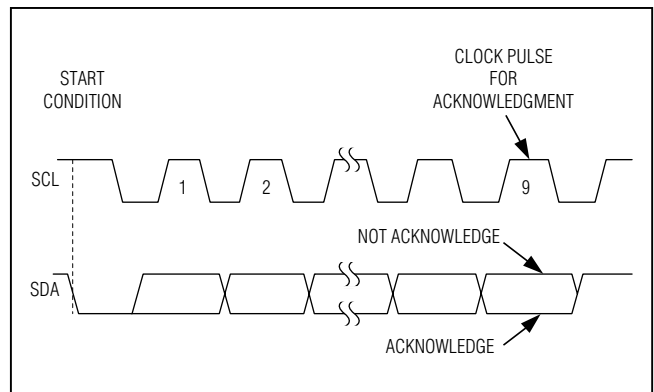 START
CONDITION
CLOCK PULSE
FOR
ACKNOWLEDGMENT
SCL
1
2
9
NOT ACKNOWLEDGE
SDA
ACKNOWLEDGE